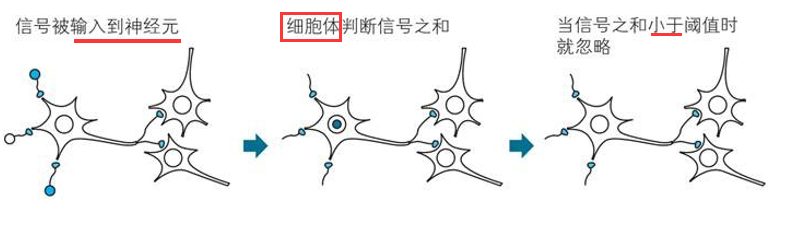 信号被输入到神经元
细胞体判断信号之和
当信号之和小于阈值时
就忽略